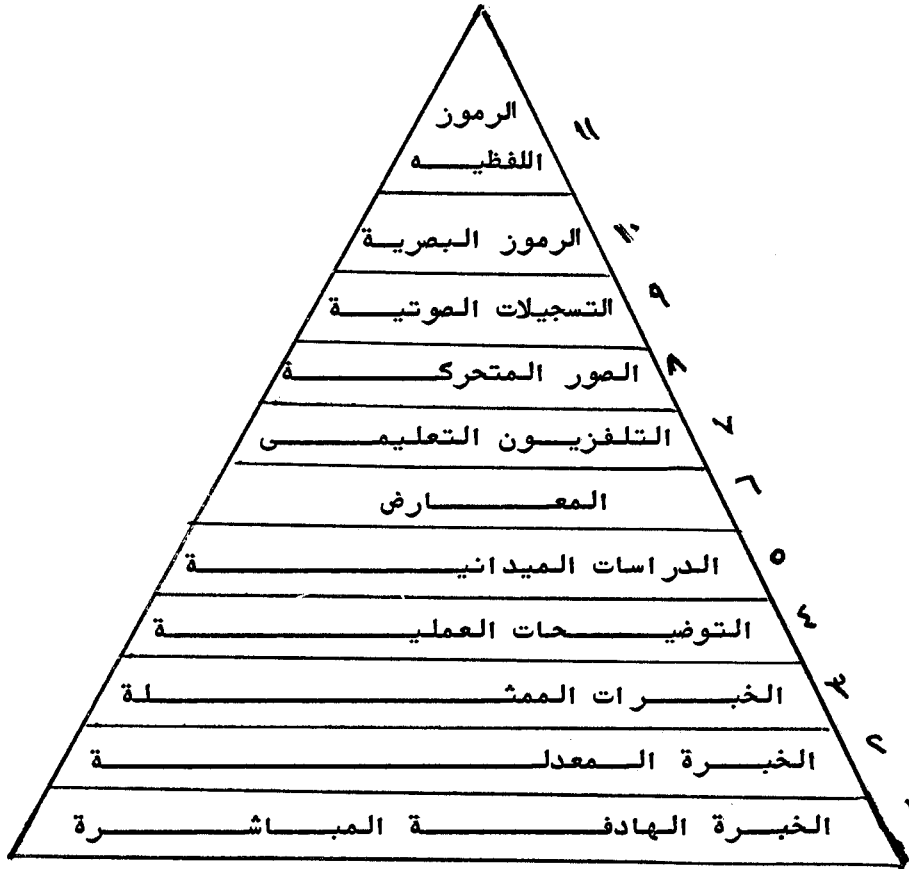 الرموز
١١
اللفظيه
الرموز البصرية
١٠
التسجيلات الصوتية
٩
الصور المتحركة
٨
التلفزيون التعليمى
٧
المعارض
٦
الدراسات الميدانية
٥
التوضيحات العملية
٤
الخبرات الممثلة
٣
الخبرة المعدلة
٢
الخبرة الهادفة المباشرة
١